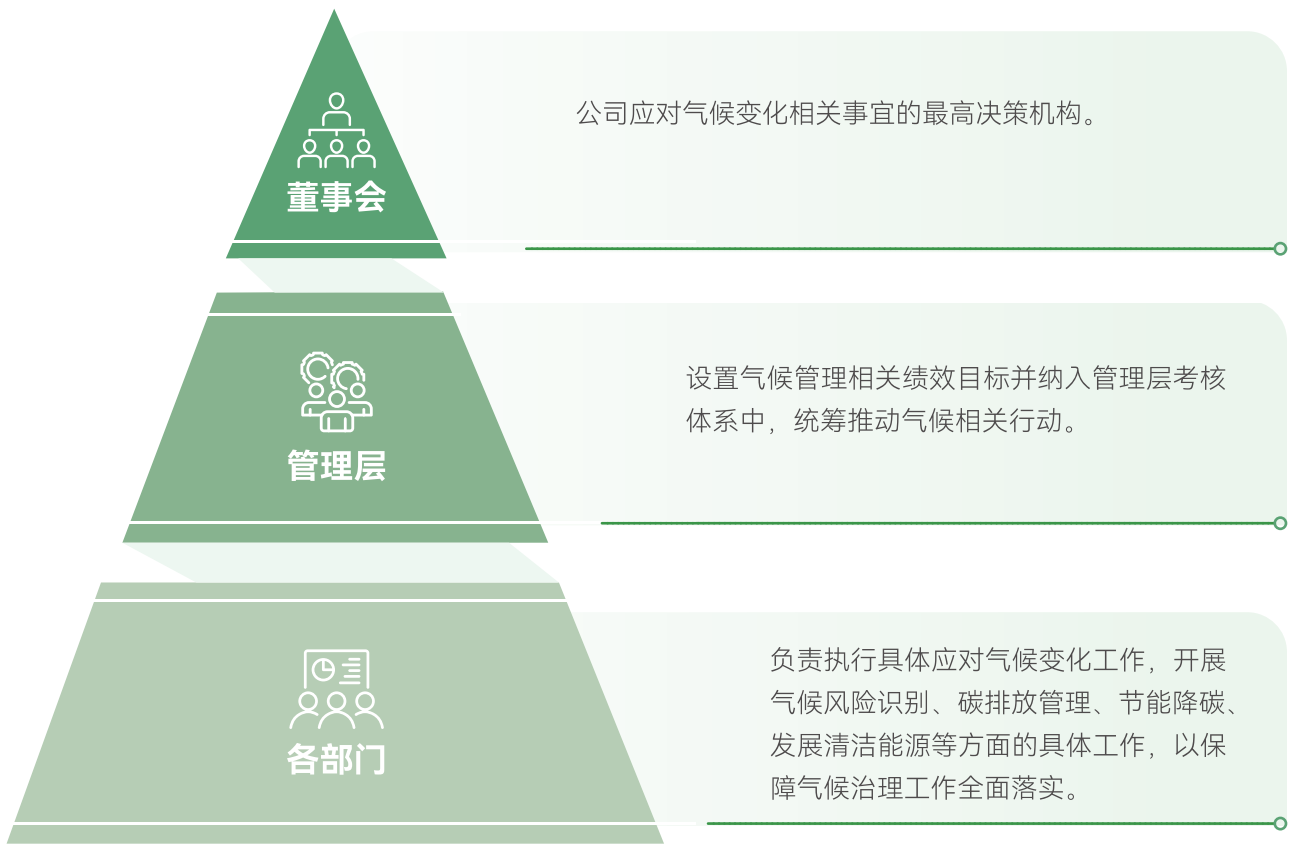 董事会
公司应对气候变化相关事宜的最高决策机构。
管理层
设置气候管理相关绩效目标并纳入管理层考核
体系中，统筹推动气候相关行动。
各部门
负责执行具体应对气候变化工作，开展
气候风险识别、碳排放管理、节能降碳、
发展清洁能源等方面的具体工作，以保
障气候治理工作全面落实。